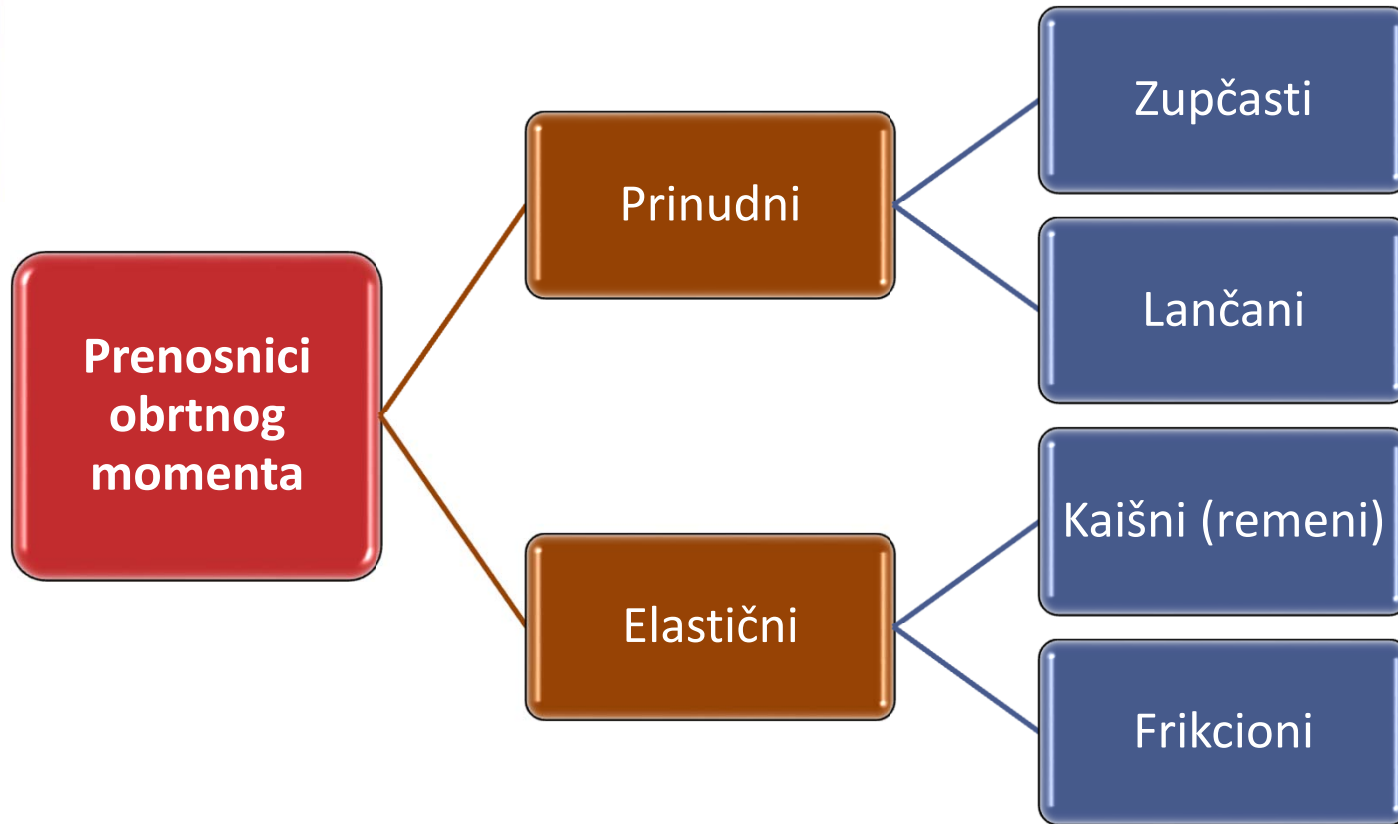 Prenosnici
obrtnog
momenta
Prinudni
Elastični
Zupčasti
Lančani
Kaišni (remeni)
Frikcioni